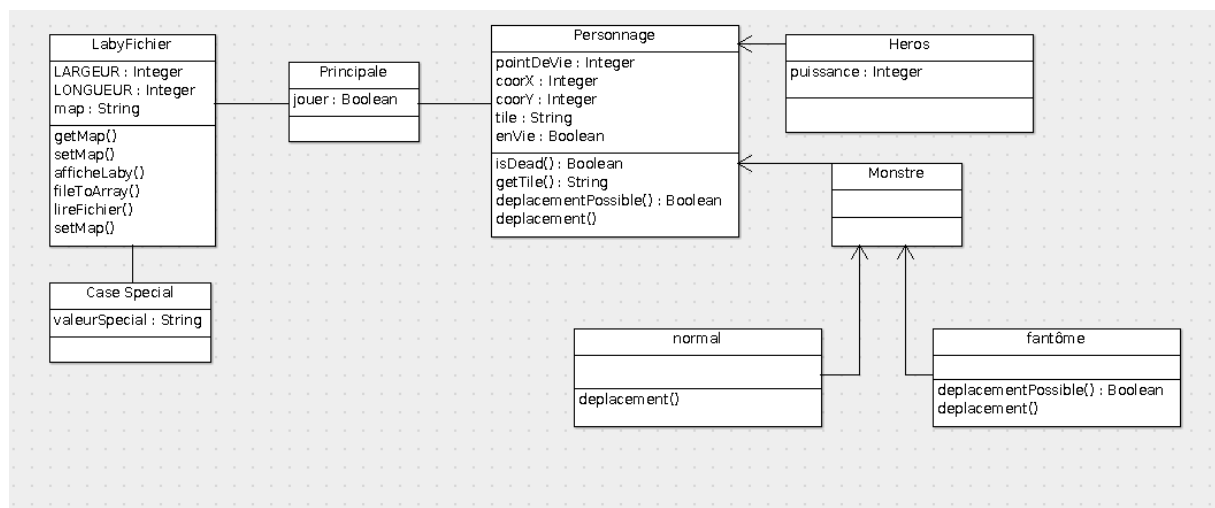 LabyFichier
LARGEUR : Integer
LONGUEUR : Integer
map : String
getMap()
setMap()
afficheLaby()
fileToArray()
lireFichier()
setMap()
Case Special
valeurSpecial : String
Principale
jouer : Boolean
Personnage
pointDeVie : Integer
coorX : Integer
coorY : Integer
tile : String
enVie : Boolean
isDead() : Boolean
getTile() : String
deplacementPossible() : Boolean
deplacement()
Heros
puissance : Integer
Monstre
normal
deplacement()
fantôme
deplacementPossible() : Boolean
deplacement()